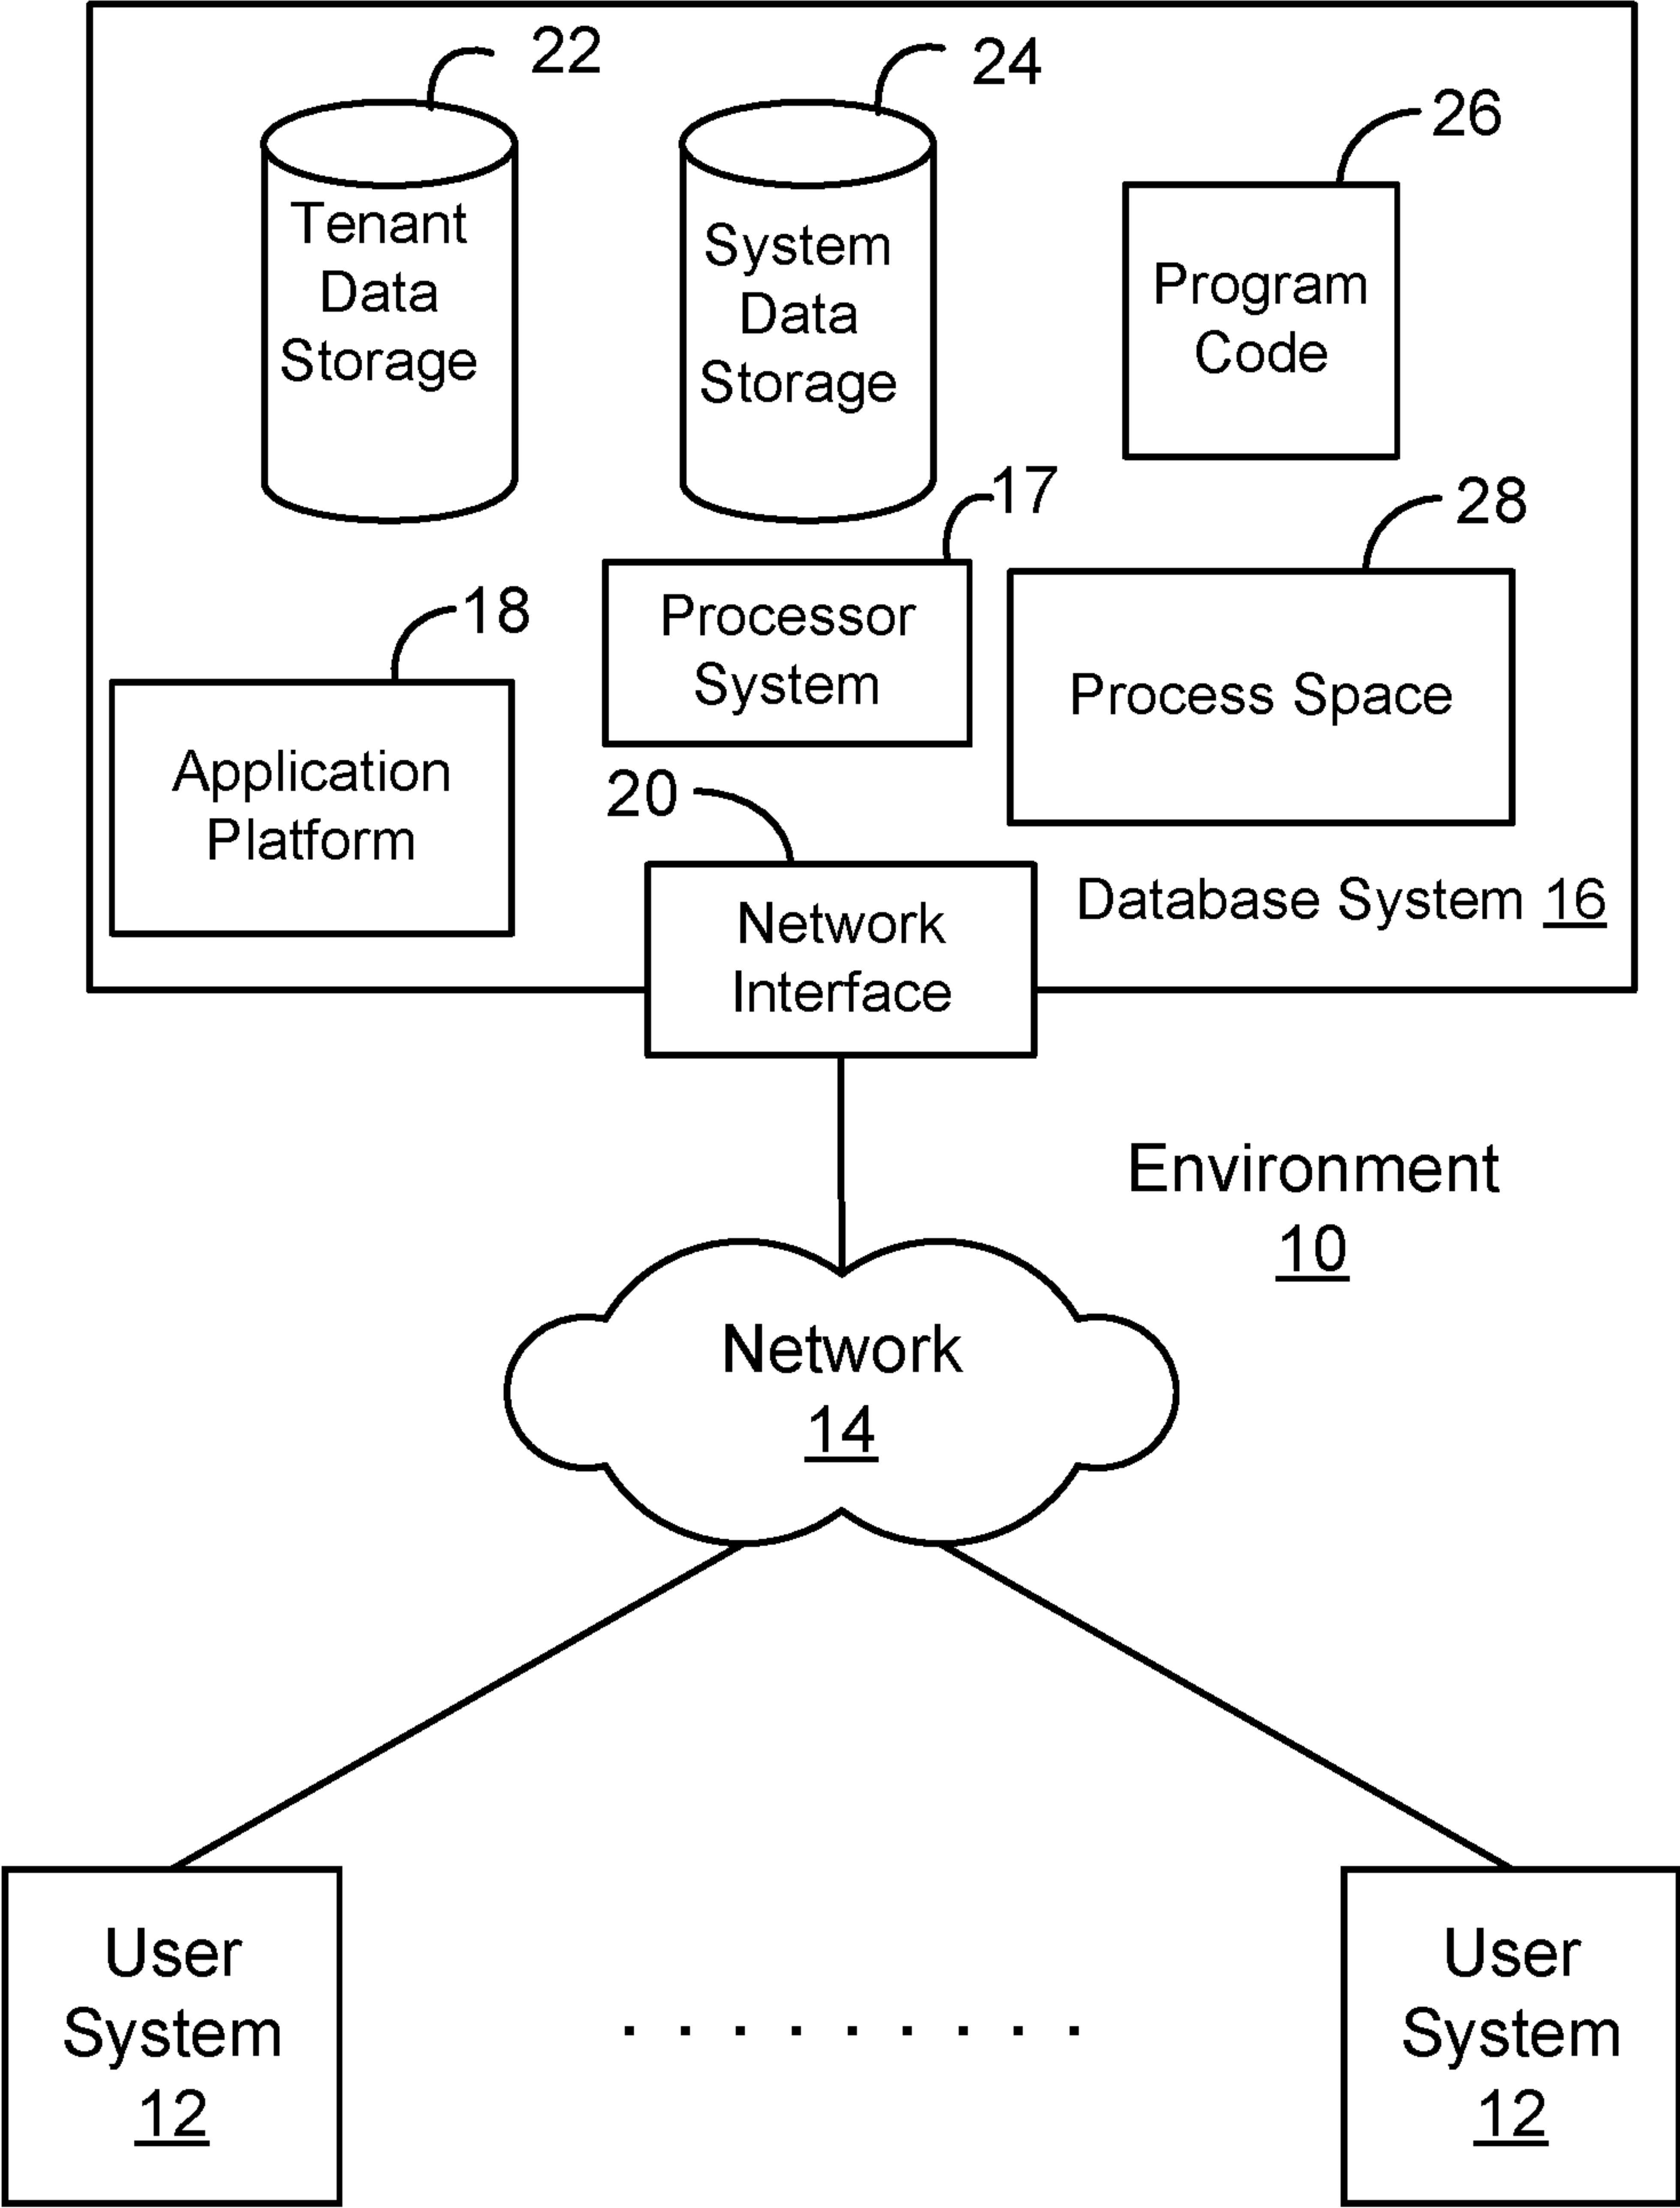 22
24
26
Tenant
Data
Storage
System
Data
Storage
Program
Code
17
28
18
Processor
System
Process Space
Application
Platform
20
Database System 16
Network
Interface
Environment
10
Network
14
User
System
12
. . . . . . . . .
User
System
12